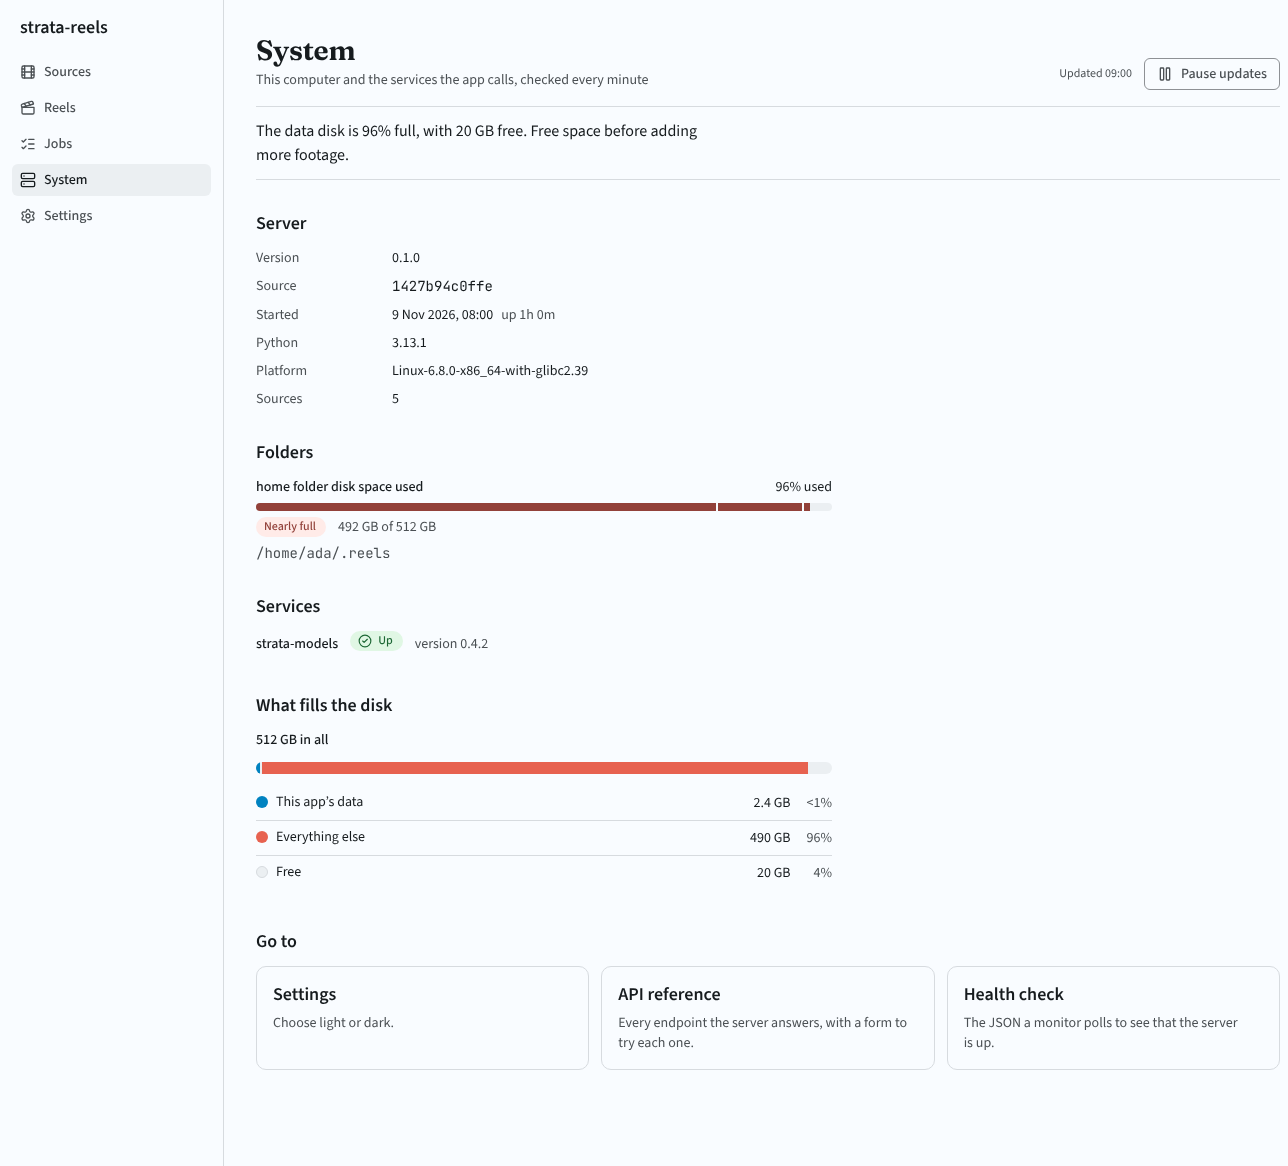 strata-reels
Sources
Reels
Jobs
System
Settings
System
This computer and the services the app calls, checked every minute
Updated 09:00
Pause updates
The data disk is 96% full, with 20 GB free. Free space before adding
more footage.
Server
Version 0.1.0
Source 1427b94c0ffe
Started 9 Nov 2026, 08:00 up 1h 0m
Python 3.13.1
Platform Linux-6.8.0-x86_64-with-glibc2.39
Sources 5
Folders
home folder disk space used 96% used
Nearly full 492 GB of 512 GB
/home/ada/.reels
Services
strata-models Up version 0.4.2
What fills the disk
512 GB in all
This app’s data 2.4 GB <1%
Everything else 490 GB 96%
Free 20 GB 4%
Go to
Settings
Choose light or dark.
API reference
Every endpoint the server answers, with a form to
try each one.
Health check
The JSON a monitor polls to see that the server
is up.